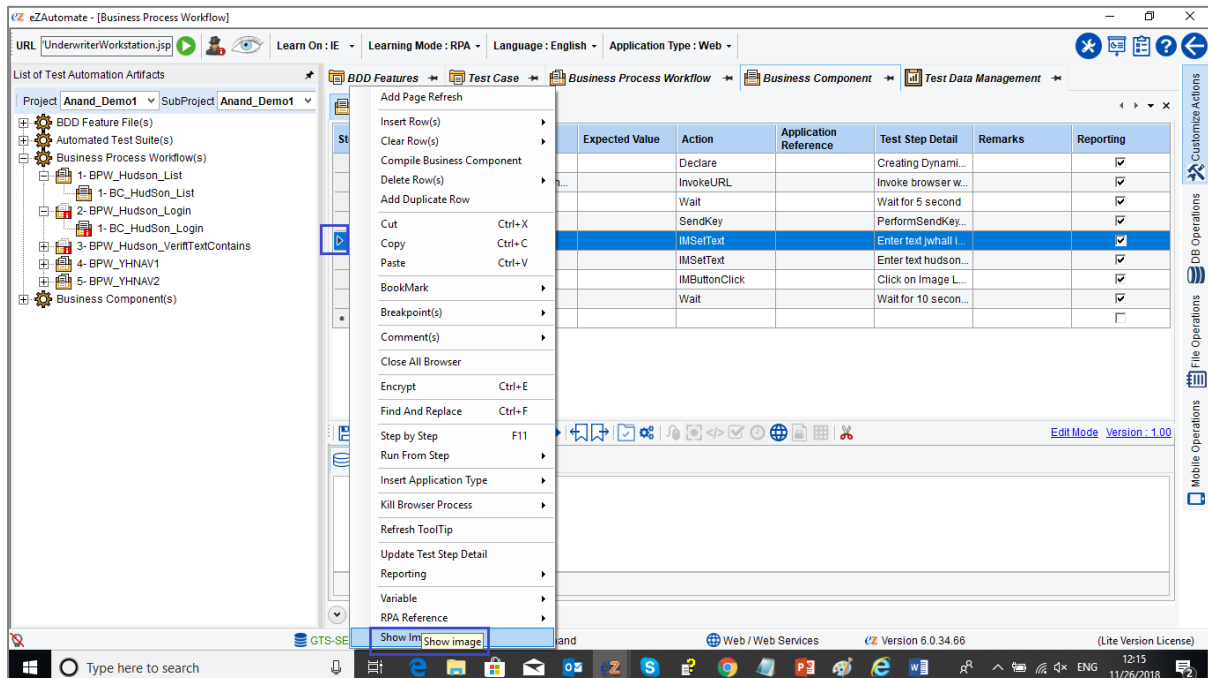 eZ eZAutomate - [Business Process Workflow]
URL 'UnderwriterWorkstation.jsp Learn On : IE Learning Mode : RPA Language : English Application Type : Web
List of Test Automation Artifacts
Project Anand_Demo1 SubProject Anand_Demo1
BDD Feature File(s)
Automated Test Suite(s)
Business Process Workflow(s)
1- BPW_Hudson_List
1- BC_HudSon_List
2- BPW_Hudson_Login
1- BC_HudSon_Login
3- BPW_Hudson_VeriftTextContains
4- BPW_YHNAV1
5- BPW_YHNAV2
Business Component(s)
BDD Features Test Case Business Process Workflow Business Component Test Data Management
Add Page Refresh
Insert Row(s)
Clear Row(s)
Compile Business Component
Delete Row(s)
Add Duplicate Row
Cut Ctrl+X
Copy Ctrl+C
Paste Ctrl+V
BookMark
Breakpoint(s)
Comment(s)
Close All Browser
Encrypt Ctrl+E
Find And Replace Ctrl+F
Step by Step F11
Run From Step
Insert Application Type
Kill Browser Process
Refresh ToolTip
Update Test Step Detail
Reporting
Variable
RPA Reference
Show Im
Show image
St Expected Value Action Application Reference Test Step Detail Remarks Reporting
Declare Creating Dynami...
n... InvokeURL Invoke browser w...
Wait Wait for 5 second
SendKey PerformSendKey...
IMSetText Enter text jwhall i...
IMSetText Enter text hudson...
IMButtonClick Click on Image L...
Wait Wait for 10 secon...
Edit Mode Version : 1.00
Customize Actions
DB Operations
File Operations
Mobile Operations
GTS-SE and Web / Web Services eZ Version 6.0.34.66 (Lite Version License)
Type here to search
ENG
12:15
11/26/2018